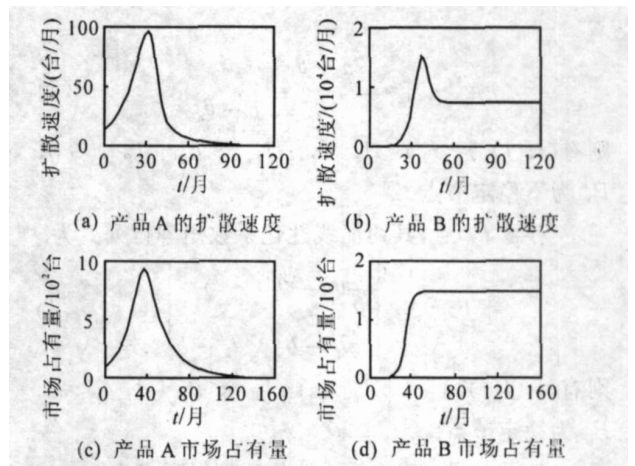 扩散速度/(台/月)
100
50
0
0 30 60 90 120
t/月
(a) 产品A的扩散速度
扩散速度/(10⁴台/月)
2
1
0
0 30 60 90 120
t/月
(b) 产品 B 的扩散速度
市场占有量/10²台
10
5
0
0 40 80 120 160
t/月
(c) 产品 A 市场占有量
市场占有量/10⁵台
2
1
0
0 40 80 120 160
t/月
(d) 产品 B 市场占有量